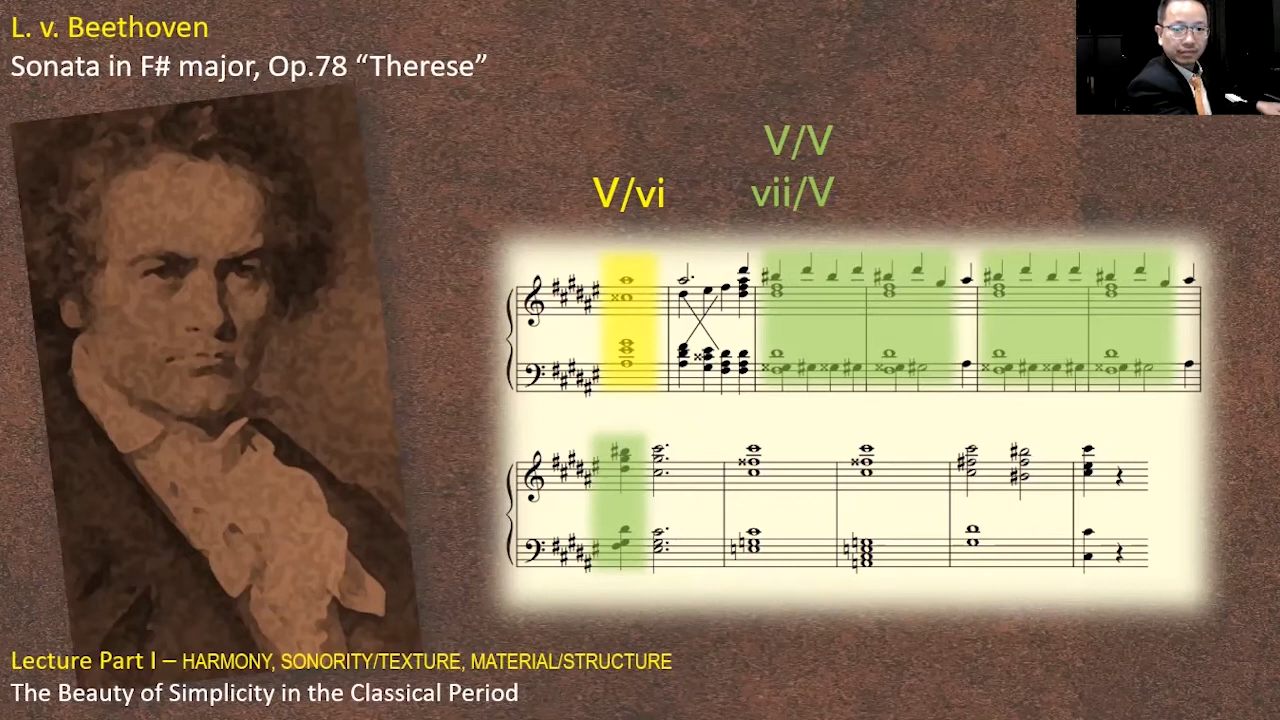 L. v. Beethoven
Sonata in F# major, Op.78 “Therese”
V/V
V/vi
vii/V
Lecture Part I – HARMONY, SONORITY/TEXTURE, MATERIAL/STRUCTURE
The Beauty of Simplicity in the Classical Period